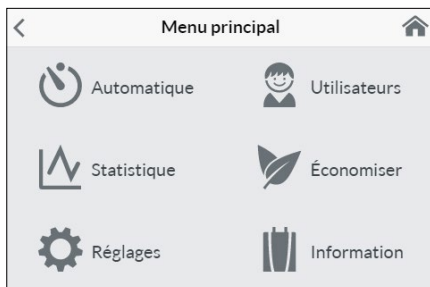 Menu principal
Automatique
Utilisateurs
Statistique
Économiser
Réglages
Information